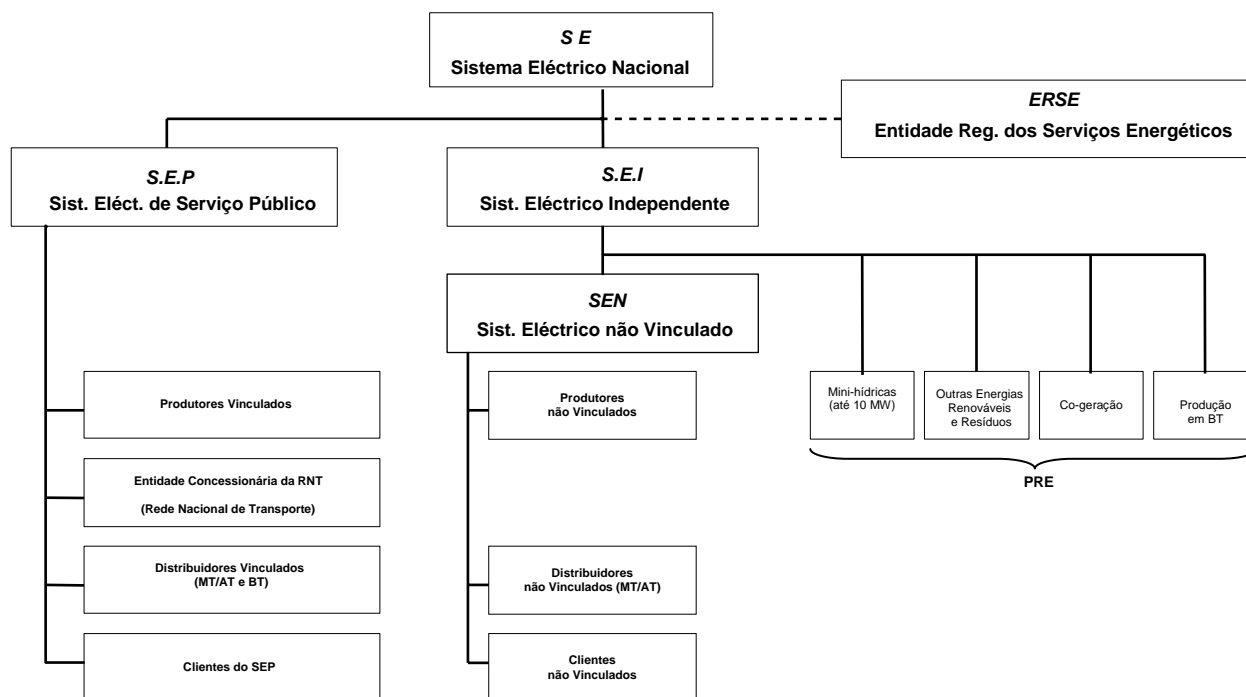 S E
Sistema Eléctrico Nacional
ERSE
Entidade Reg. dos Serviços Energéticos
S.E.P
Sist. Eléct. de Serviço Público
S.E.I
Sist. Eléctrico Independente
SEN
Sist. Eléctrico não Vinculado
Produtores Vinculados
Entidade Concessionária da RNT
(Rede Nacional de Transporte)
Distribuidores Vinculados
(MT/AT e BT)
Clientes do SEP
Produtores
não Vinculados
Distribuidores
não Vinculados (MT/AT)
Clientes
não Vinculados
Mini-hídricas
(até 10 MW)
Outras Energias
Renováveis
e Resíduos
Co-geração
Produção
em BT
PRE